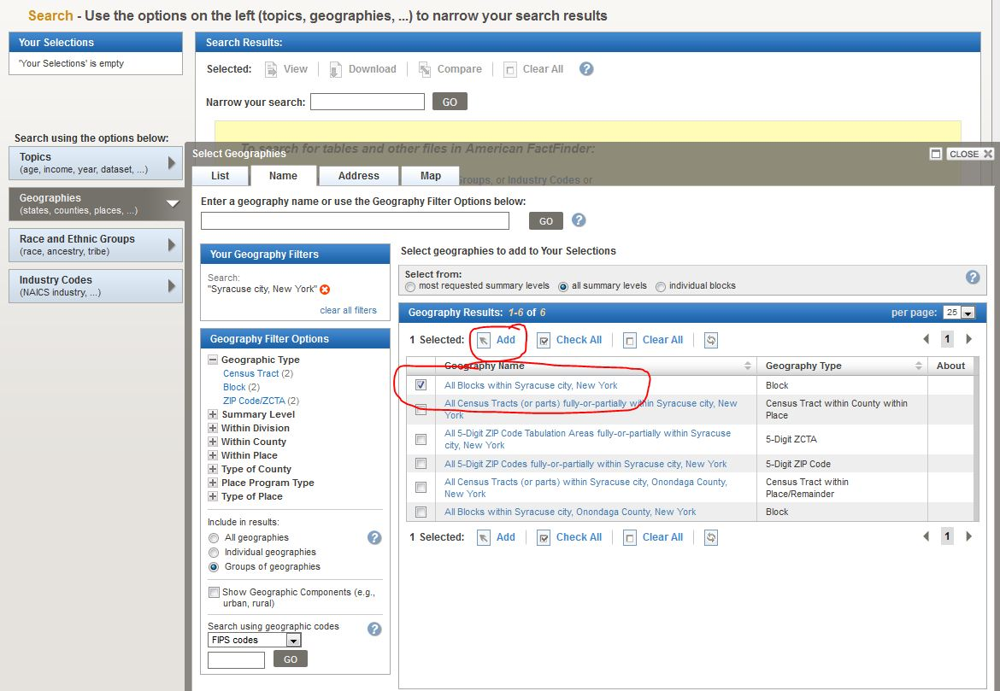 Search - Use the options on the left (topics, geographies, ...) to narrow your search results
Your Selections
'Your Selections' is empty
Search Results:
Selected: View Download Compare Clear All ?
Narrow your search: GO
Search using the options below:
Topics
(age, income, year, dataset, ...)
Geographies
(states, counties, places, ...)
Race and Ethnic Groups
(race, ancestry, tribe)
Industry Codes
(NAICS industry, ...)
To search for tables and other files in American FactFinder:
Groups, or Industry Codes or
Select Geographies
CLOSE X
List Name Address Map
Enter a geography name or use the Geography Filter Options below:
GO ?
Your Geography Filters
Search:
"Syracuse city, New York"
clear all filters
Geography Filter Options
Geographic Type
Census Tract (2)
Block (2)
ZIP Code/ZCTA (2)
Summary Level
Within Division
Within County
Within Place
Type of County
Place Program Type
Type of Place
Include in results:
All geographies ?
Individual geographies
Groups of geographies
Show Geographic Components (e.g.,
urban, rural)
Search using geographic codes ?
FIPS codes
GO
Select geographies to add to Your Selections
Select from: ?
most requested summary levels all summary levels individual blocks
Geography Results: 1-6 of 6 per page: 25
1 Selected: Add Check All Clear All 1
Geography Name Geography Type About
All Blocks within Syracuse city, New York Block
All Census Tracts (or parts) fully-or-partially within Syracuse city, New
York
Census Tract within County within
Place
All 5-Digit ZIP Code Tabulation Areas fully-or-partially within Syracuse
city, New York
5-Digit ZCTA
All 5-Digit ZIP Codes fully-or-partially within Syracuse city, New York 5-Digit ZIP Code
All Census Tracts (or parts) within Syracuse city, Onondaga County,
New York
Census Tract within
Place/Remainder
All Blocks within Syracuse city, Onondaga County, New York Block
1 Selected: Add Check All Clear All 1